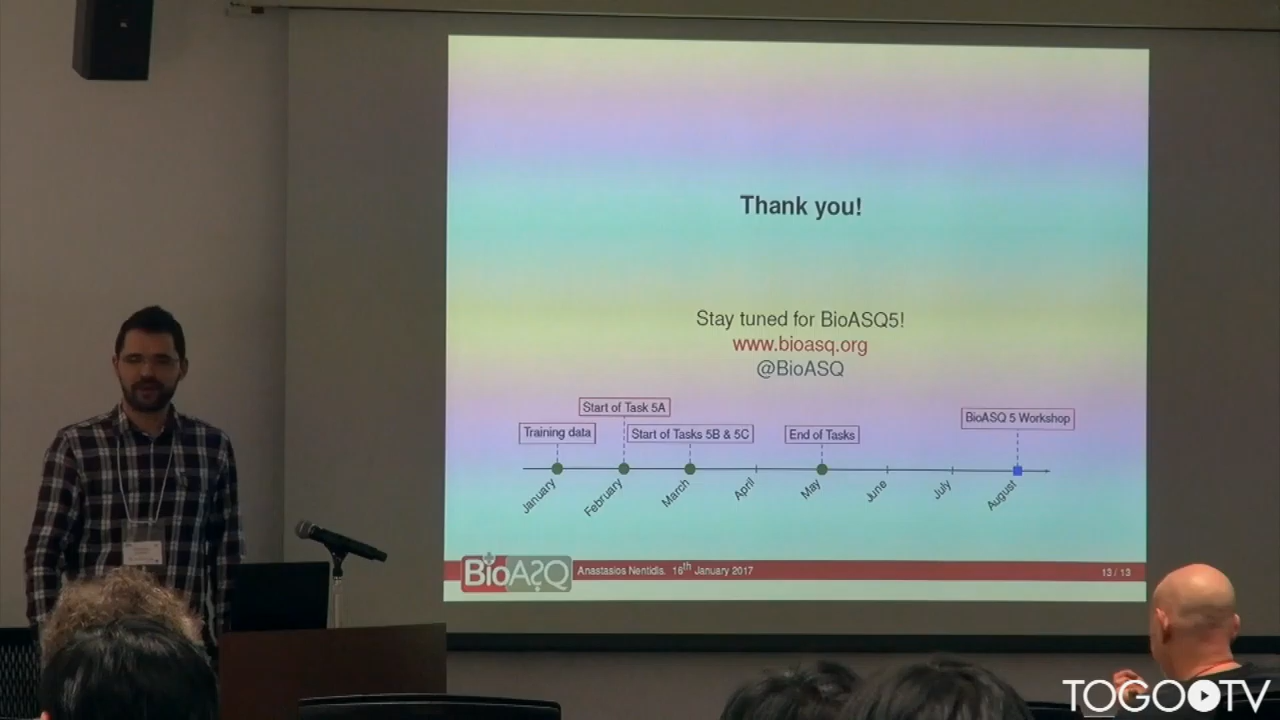 Thank you!
Stay tuned for BioASQ5!
www.bioasq.org
@BioASQ
Start of Task 5A
BioASQ 5 Workshop
Training data
Start of Tasks 5B & 5C
End of Tasks
January
February
March
April
May
June
July
August
BioASQ
Anastasios Nentidis. 16th January 2017
13 / 13
TOGOTV